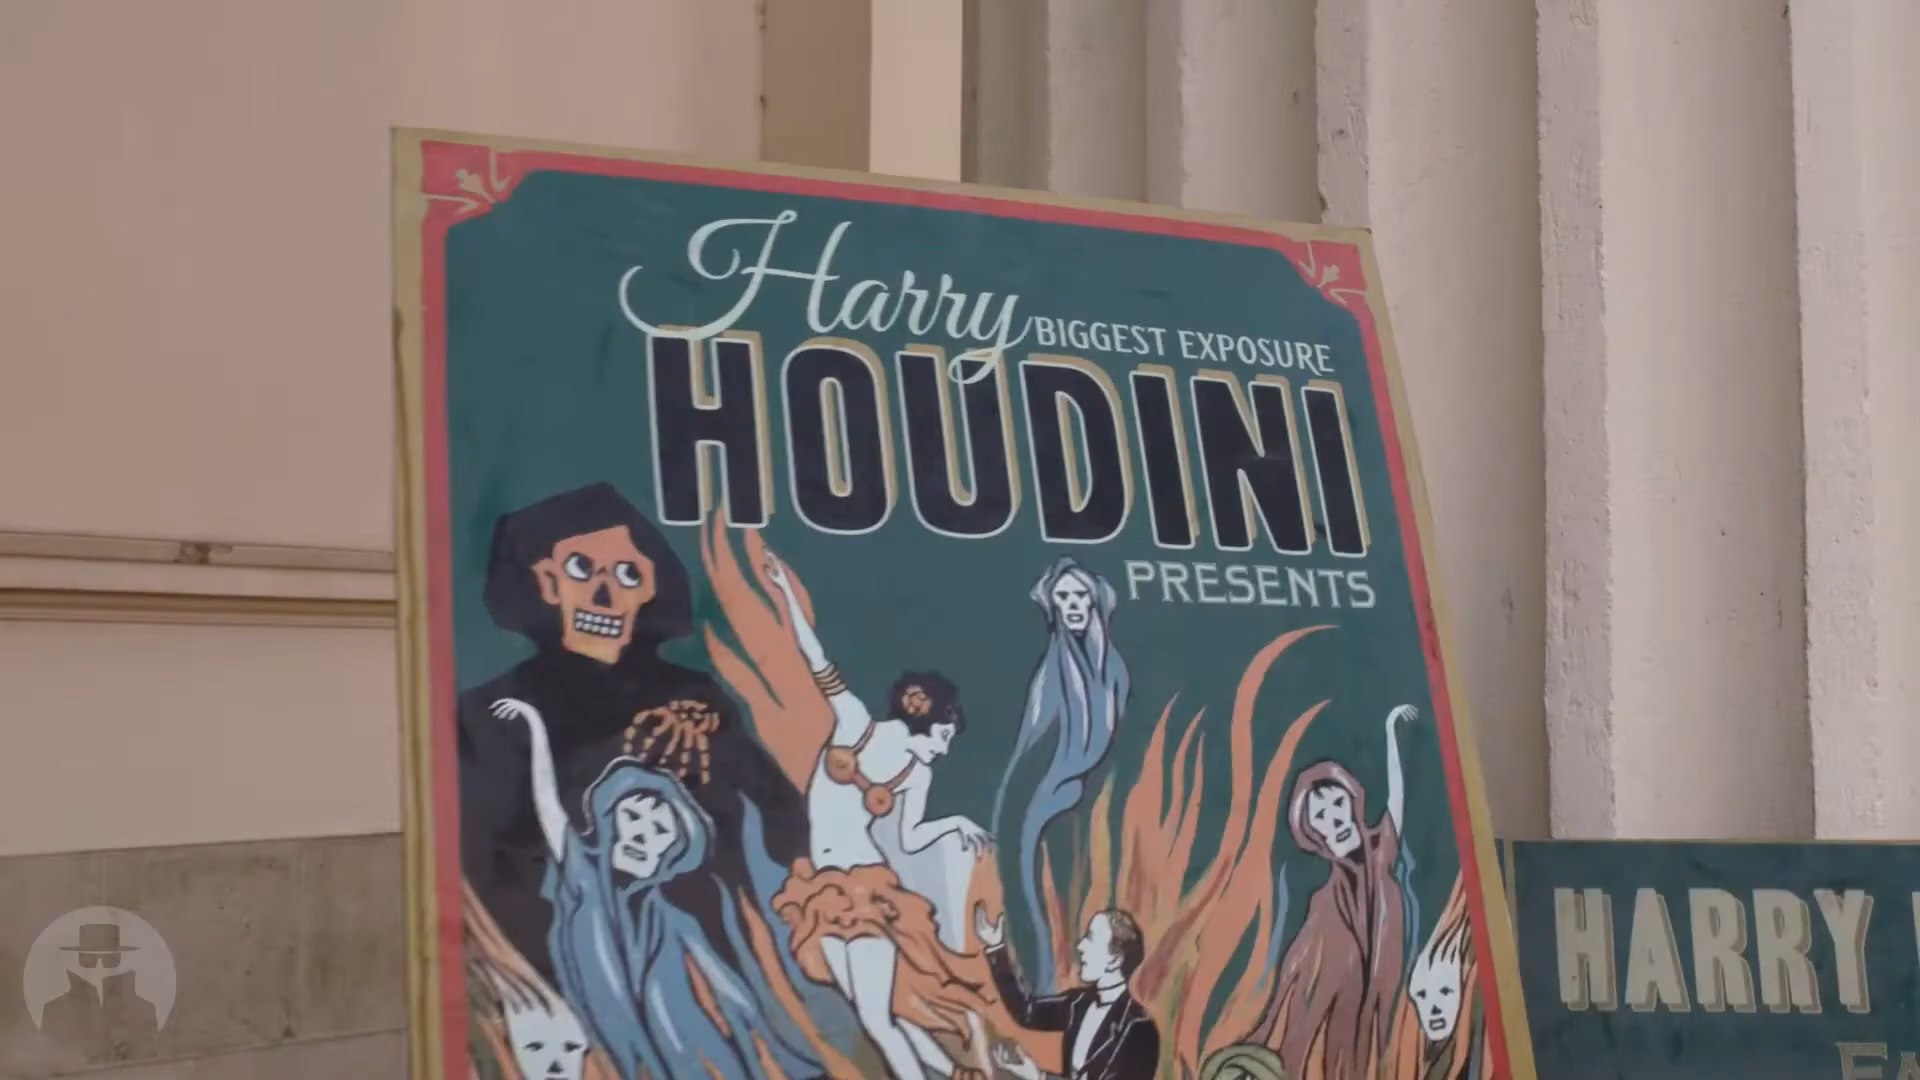 Harry
BIGGEST EXPOSURE
HOUDINI
PRESENTS
HARRY